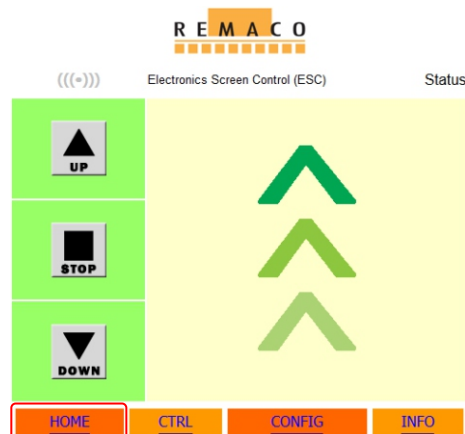 REMACO
(((•))) Electronics Screen Control (ESC) Status
UP
STOP
DOWN
HOME CTRL CONFIG INFO